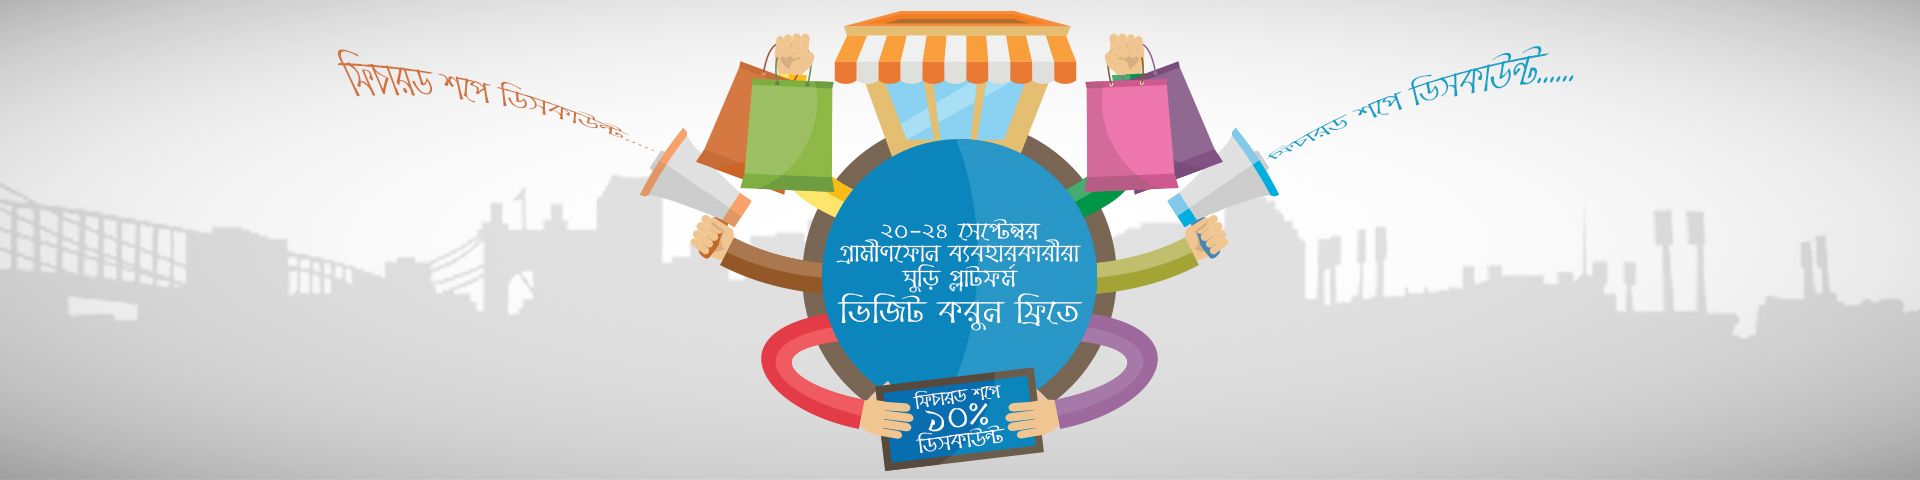 ফিচারড শপে ডিসকাউন্ট......
ফিচারড শপে ডিসকাউন্ট......
২০-২৪ সেপ্টেম্বর
গ্রামীণফোন ব্যবহারকারীরা
ঘুড়ি প্লাটফর্ম
ভিজিট করুন ফ্রিতে
ফিচারড শপে
১০%
ডিসকাউন্ট